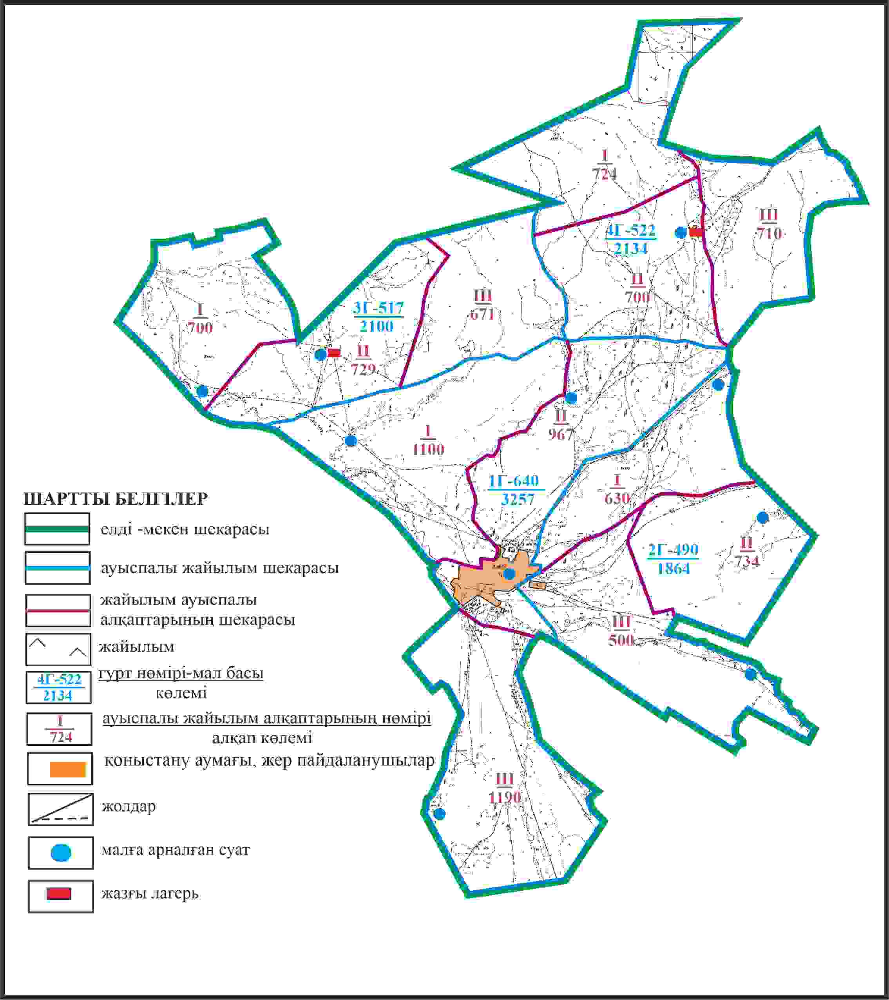 I
724
III
710
4Г-522
2134
II
700
III
671
3Г-517
2100
I
700
II
729
II
967
I
1100
1Г-640
3257
I
630
2Г-490
1864
II
734
III
500
III
1190
ШАРТТЫ БЕЛГІЛЕР
елді -мекен шекарасы
ауыспалы жайылым шекарасы
жайылым ауыспалы
алқаптарының шекарасы
жайылым
4Г-522
2134
гурт нөмірі-мал басы
көлемі
I
724
ауыспалы жайылым алқаптарының нөмірі
алқап көлемі
қоныстану аумағы, жер пайдаланушылар
жолдар
малға арналған суат
жазғы лагерь